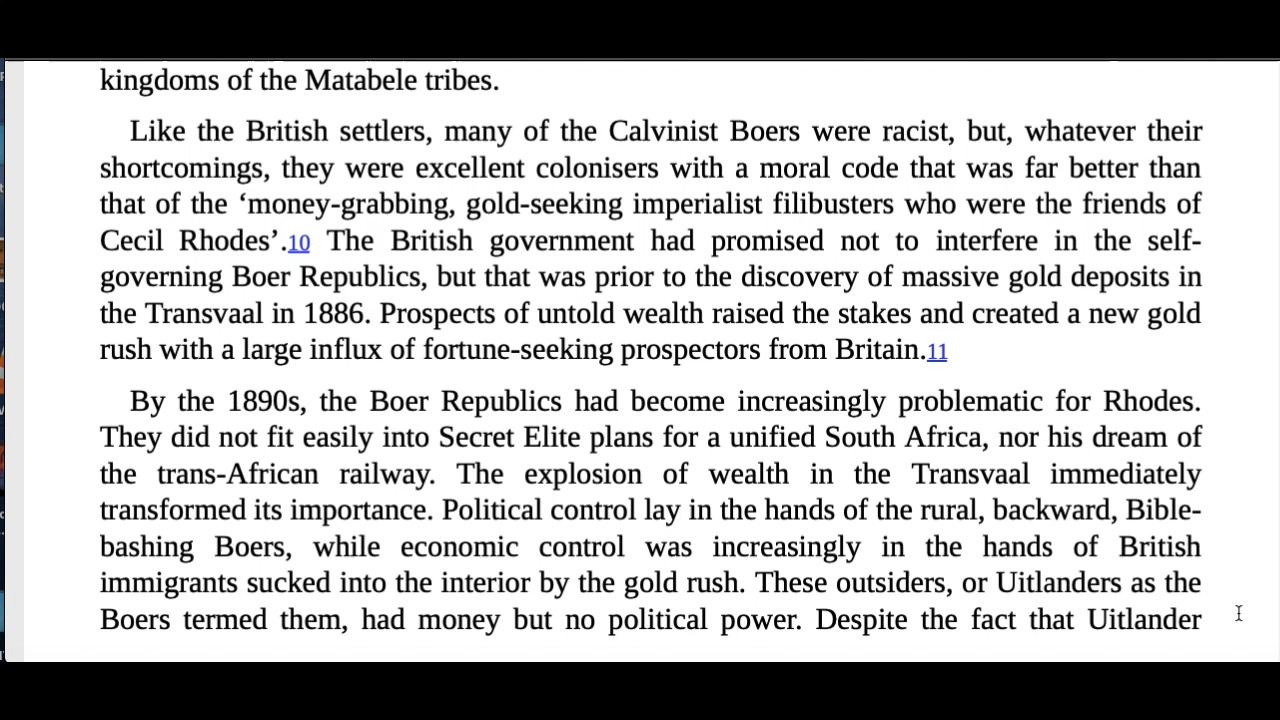 kingdoms of the Matabele tribes.
Like the British settlers, many of the Calvinist Boers were racist, but, whatever their
shortcomings, they were excellent colonisers with a moral code that was far better than
that of the ‘money-grabbing, gold-seeking imperialist filibusters who were the friends of
Cecil Rhodes’.10 The British government had promised not to interfere in the self-
governing Boer Republics, but that was prior to the discovery of massive gold deposits in
the Transvaal in 1886. Prospects of untold wealth raised the stakes and created a new gold
rush with a large influx of fortune-seeking prospectors from Britain.11
By the 1890s, the Boer Republics had become increasingly problematic for Rhodes.
They did not fit easily into Secret Elite plans for a unified South Africa, nor his dream of
the trans-African railway. The explosion of wealth in the Transvaal immediately
transformed its importance. Political control lay in the hands of the rural, backward, Bible-
bashing Boers, while economic control was increasingly in the hands of British
immigrants sucked into the interior by the gold rush. These outsiders, or Uitlanders as the
Boers termed them, had money but no political power. Despite the fact that Uitlander